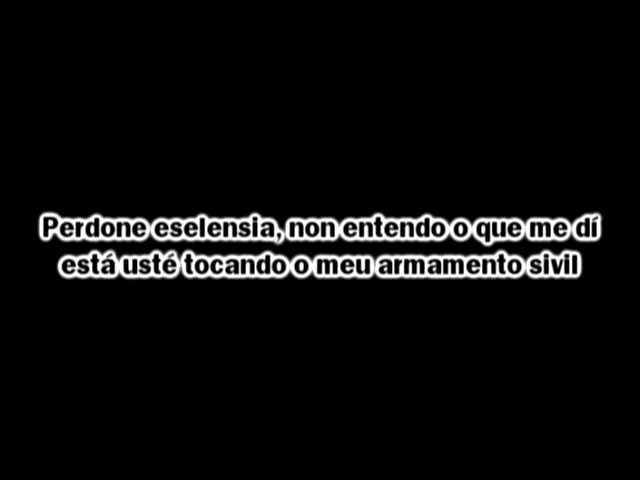 Perdone eselensia, non entendo o que me dí
está usté tocando o meu armamento sivil